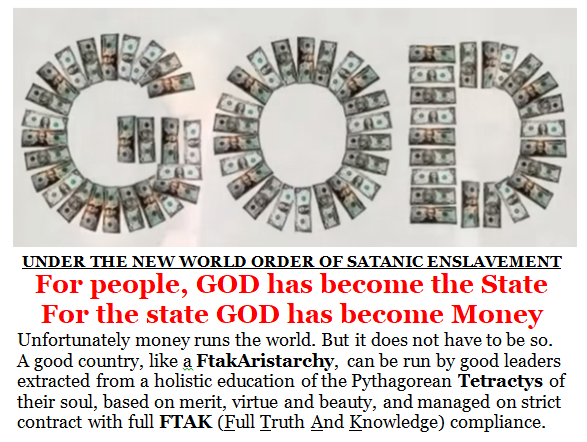 GOD
UNDER THE NEW WORLD ORDER OF SATANIC ENSLAVEMENT
For people, GOD has become the State
For the state GOD has become Money
Unfortunately money runs the world. But it does not have to be so.
A good country, like a FtakAristarchy, can be run by good leaders
extracted from a holistic education of the Pythagorean Tetractys of
their soul, based on merit, virtue and beauty, and managed on strict
contract with full FTAK (Full Truth And Knowledge) compliance.